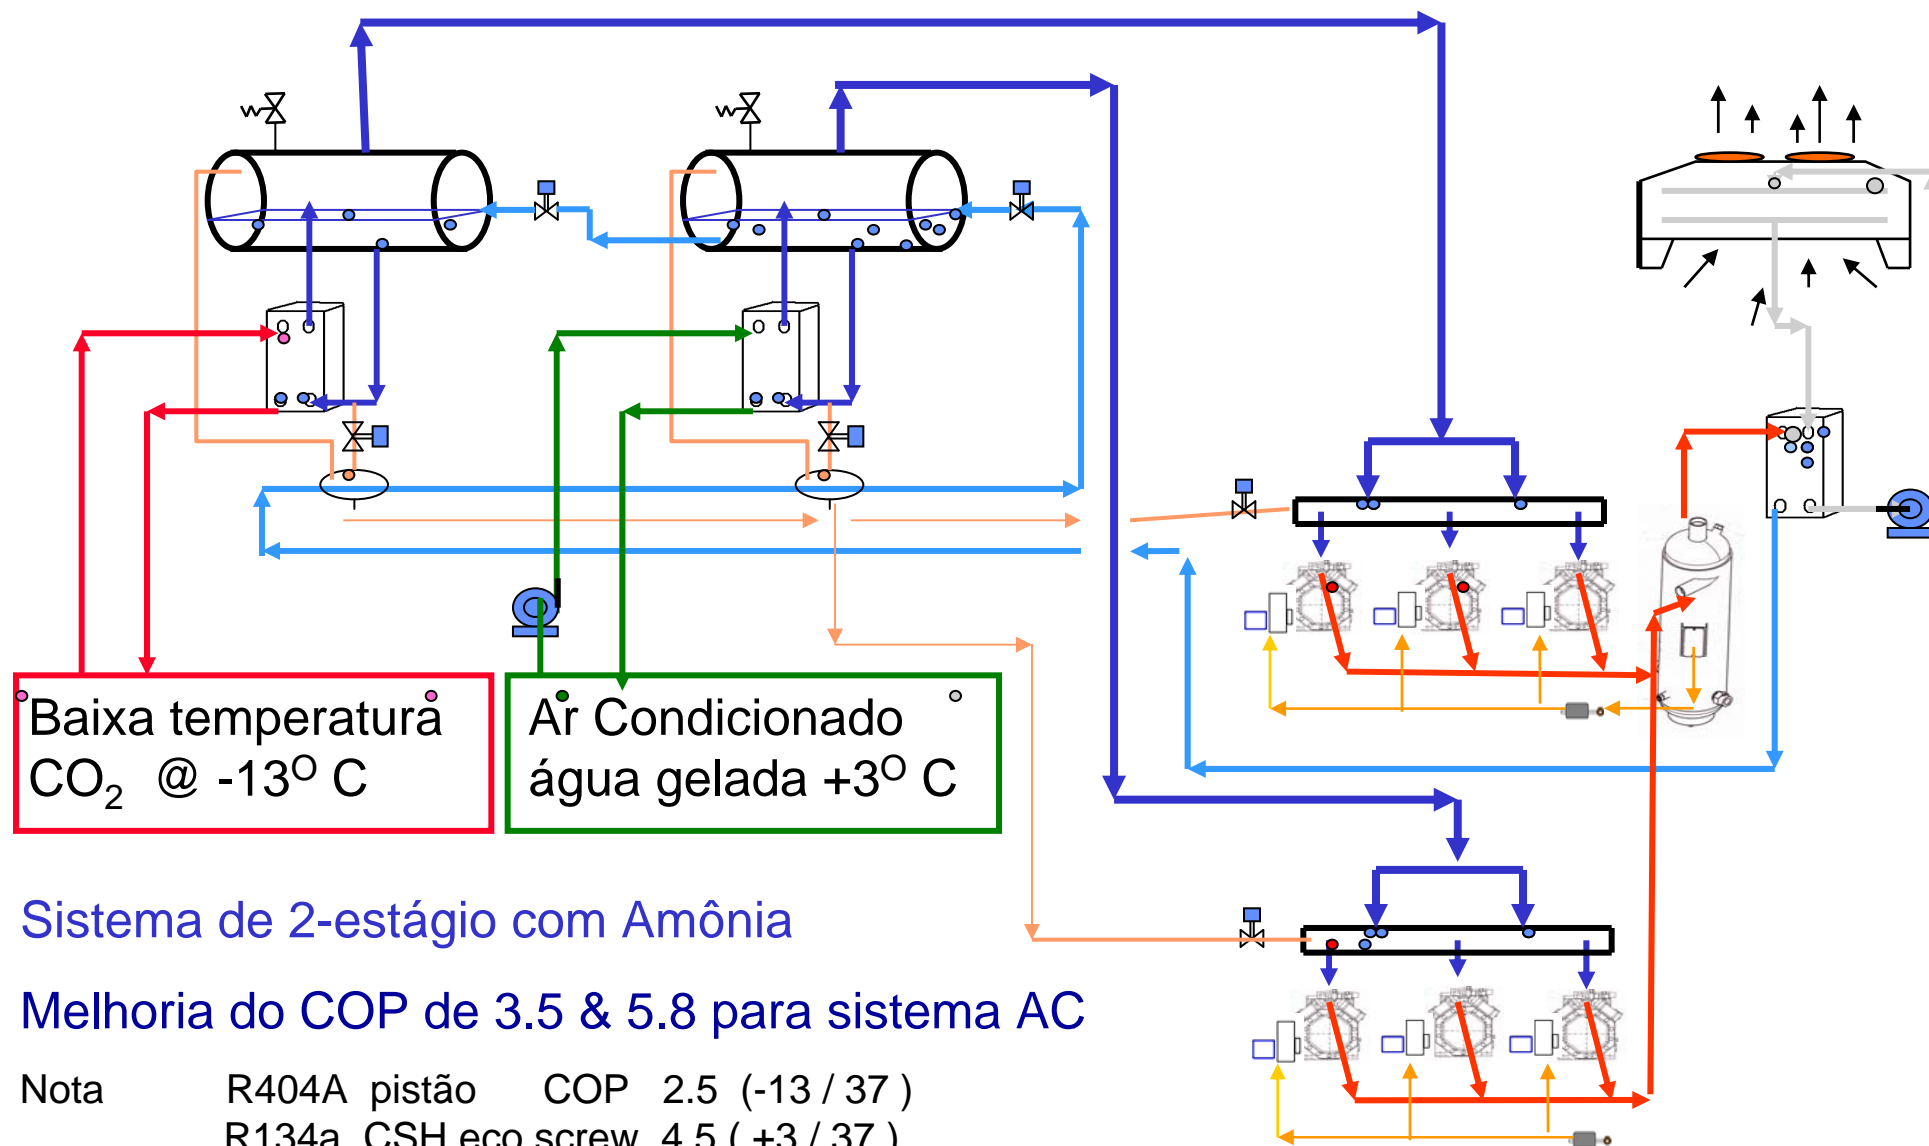 Baixa temperatura
CO₂ @ -13ᴼ C
Ar Condicionado
água gelada +3ᴼ C
Sistema de 2-estágio com Amônia
Melhoria do COP de 3.5 & 5.8 para sistema AC
Nota R404A pistão COP 2.5 (-13 / 37 )
R134a CSH eco screw 4.5 ( +3 / 37 )